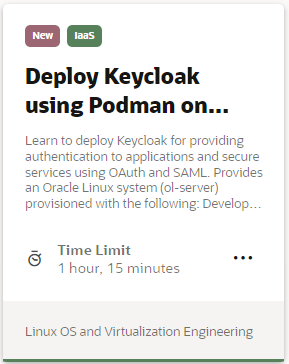 New IaaS
Deploy Keycloak
using Podman on...
Learn to deploy Keycloak for providing
authentication to applications and secure
services using OAuth and SAML. Provides
an Oracle Linux system (ol-server)
provisioned with the following: Develop...
Time Limit
1 hour, 15 minutes
Linux OS and Virtualization Engineering